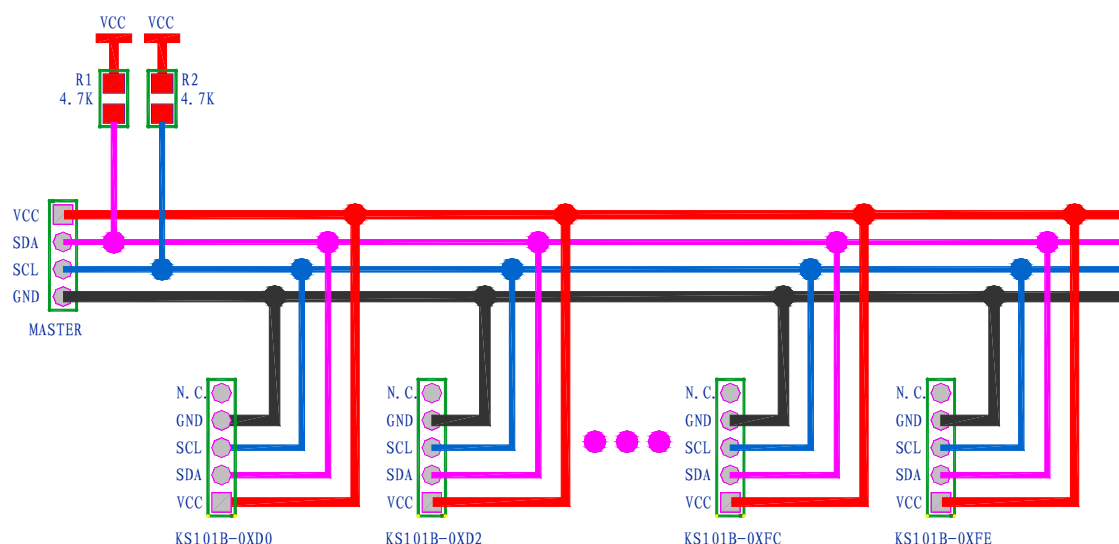 VCC VCC
R1 R2
4.7K 4.7K
VCC
SDA
SCL
GND
MASTER
N.C. N.C. N.C. N.C.
GND GND GND GND
SCL SCL SCL SCL
SDA SDA SDA SDA
VCC VCC VCC VCC
KS101B-0XD0 KS101B-0XD2 KS101B-0XFC KS101B-0XFE